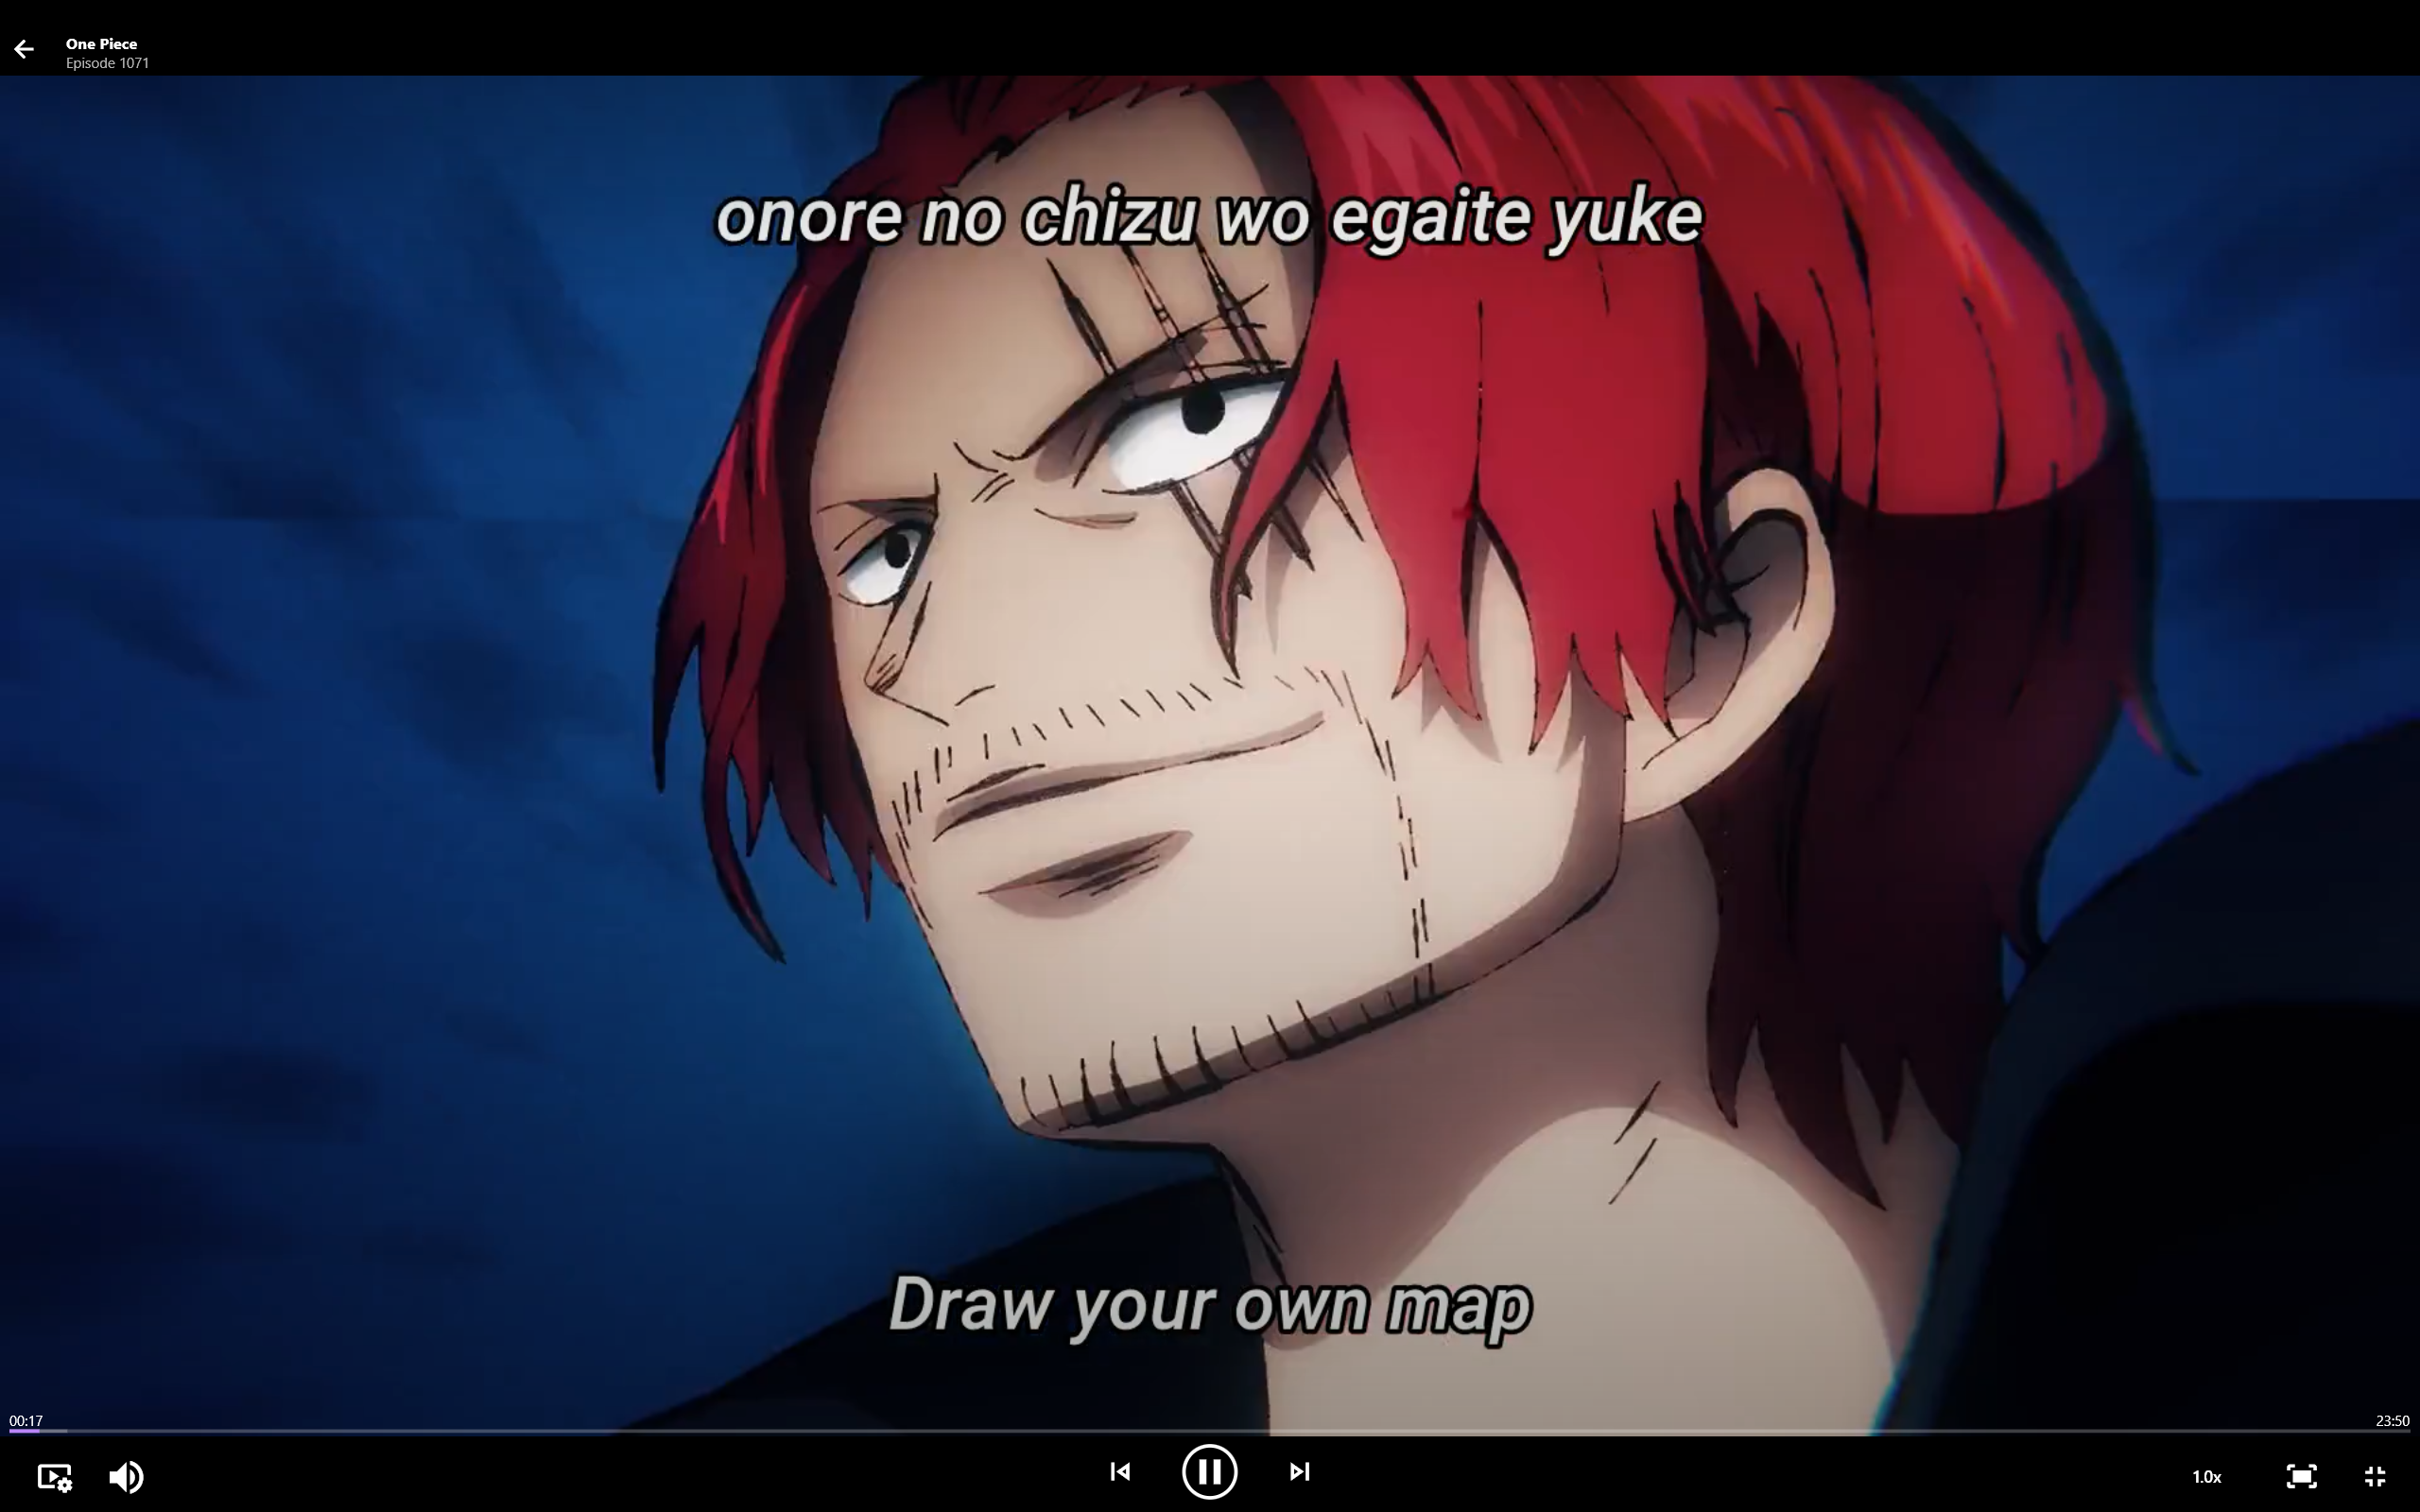 One Piece
Episode 1071
onore no chizu wo egaite yuke
Draw your own map
00:17
23:50
1.0x